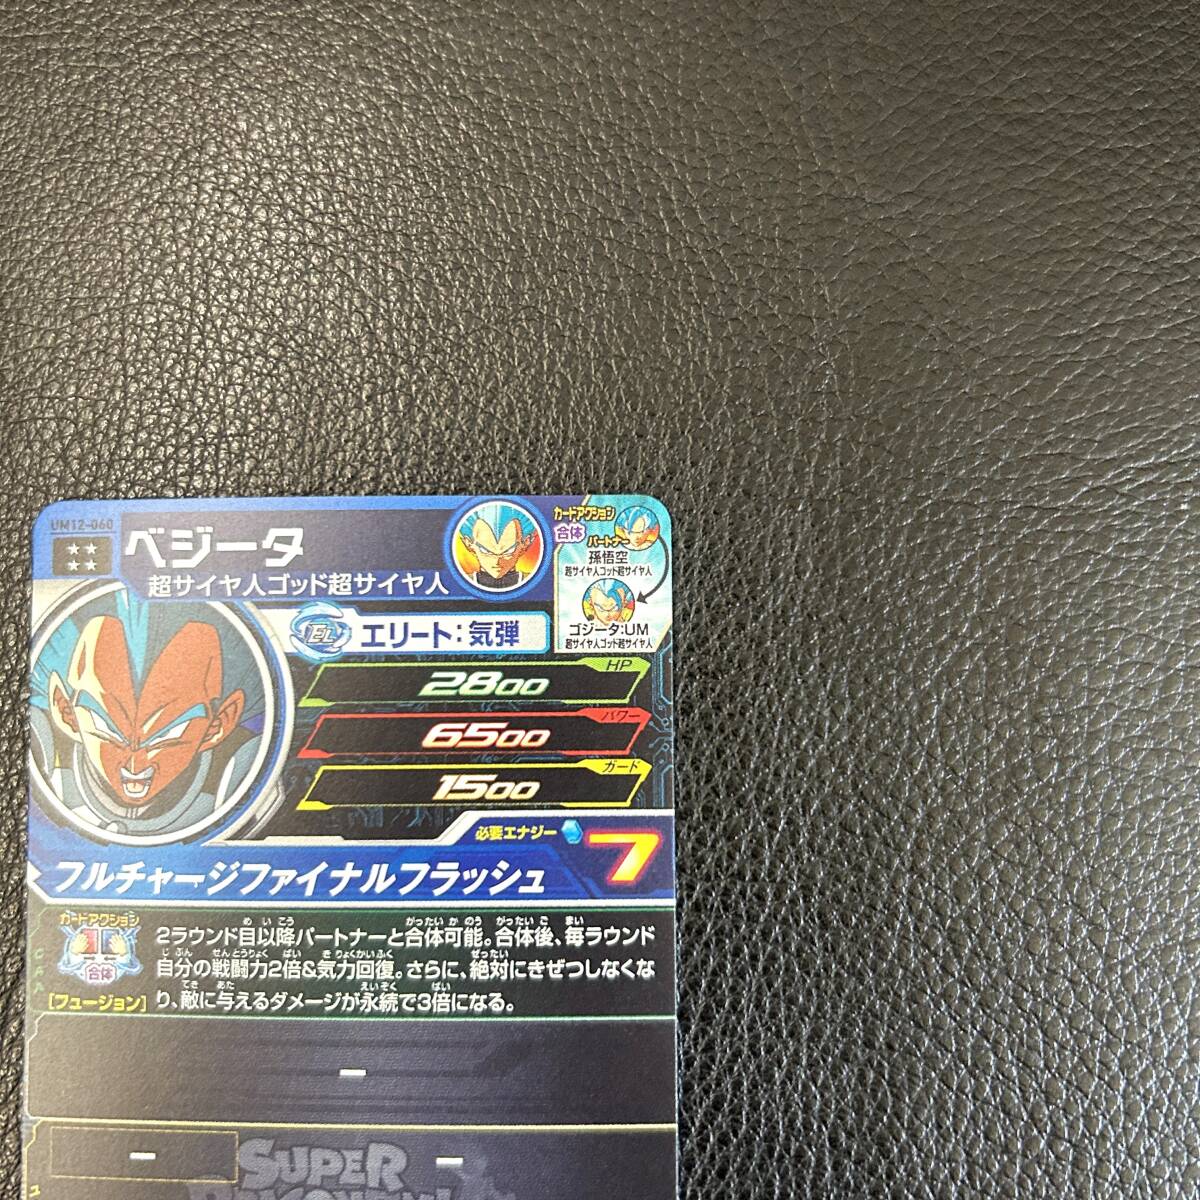 UM12-060
ベジータ
超サイヤ人ゴッド超サイヤ人
カードアクション
合体
パートナー
孫悟空
超サイヤ人ゴッド超サイヤ人
ゴジータ:UM
超サイヤ人ゴッド超サイヤ人
EL エリート:気弾
HP
2800
パワー
6500
ガード
1500
必要エナジー 7
フルチャージファイナルフラッシュ
カードアクション
合体
[フュージョン]
2ラウンド目以降パートナーと合体可能。合体後、毎ラウンド
自分の戦闘力2倍&気力回復。さらに、絶対にきぜつしなくな
り、敵に与えるダメージが永続で3倍になる。
ー
ー
ー
SUPER